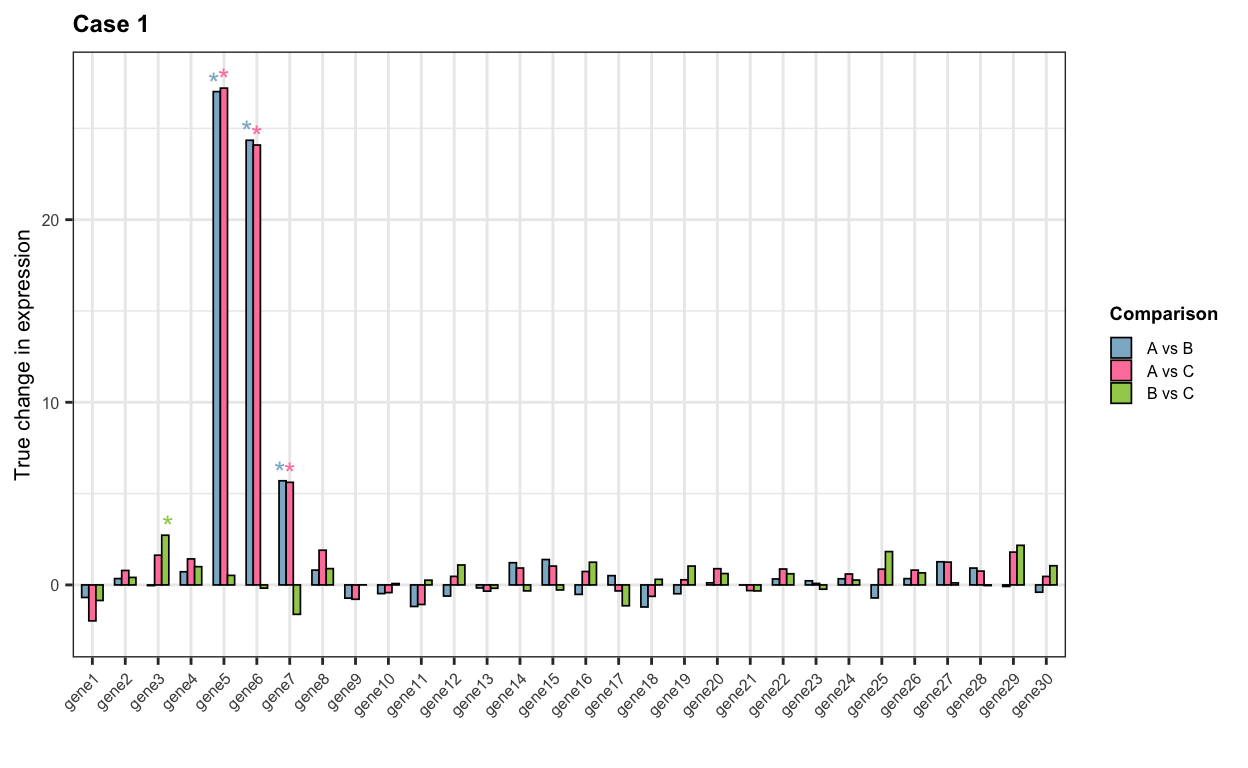 Case 1
True change in expression
20
10
0
* *
* *
* *
*
gene1
gene2
gene3
gene4
gene5
gene6
gene7
gene8
gene9
gene10
gene11
gene12
gene13
gene14
gene15
gene16
gene17
gene18
gene19
gene20
gene21
gene22
gene23
gene24
gene25
gene26
gene27
gene28
gene29
gene30
Comparison
A vs B
A vs C
B vs C